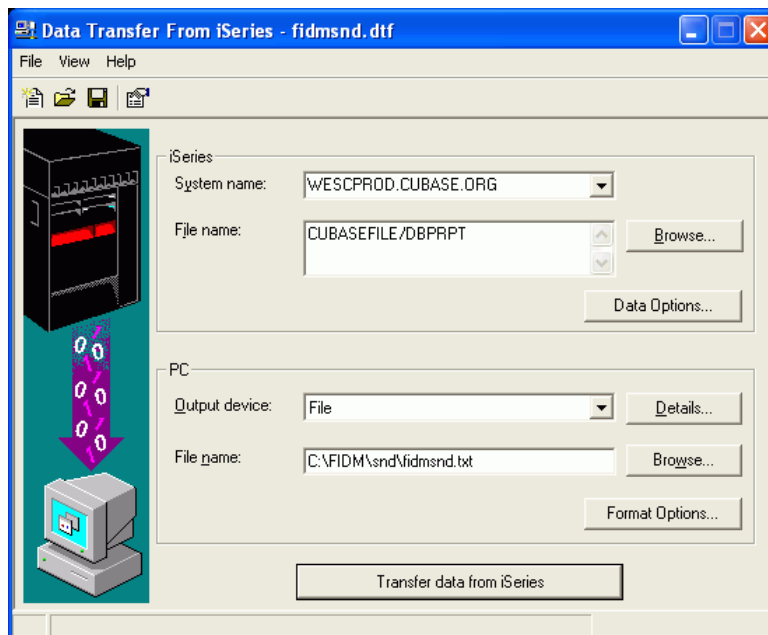 Data Transfer From iSeries - fidmsnd.dtf
File View Help
iSeries
System name: WESCPROD.CUBASE.ORG
File name: CUBASEFILE/DBPRPT Browse...
Data Options...
PC
Output device: File Details...
File name: C:\FIDM\snd\fidmsnd.txt Browse...
Format Options...
Transfer data from iSeries